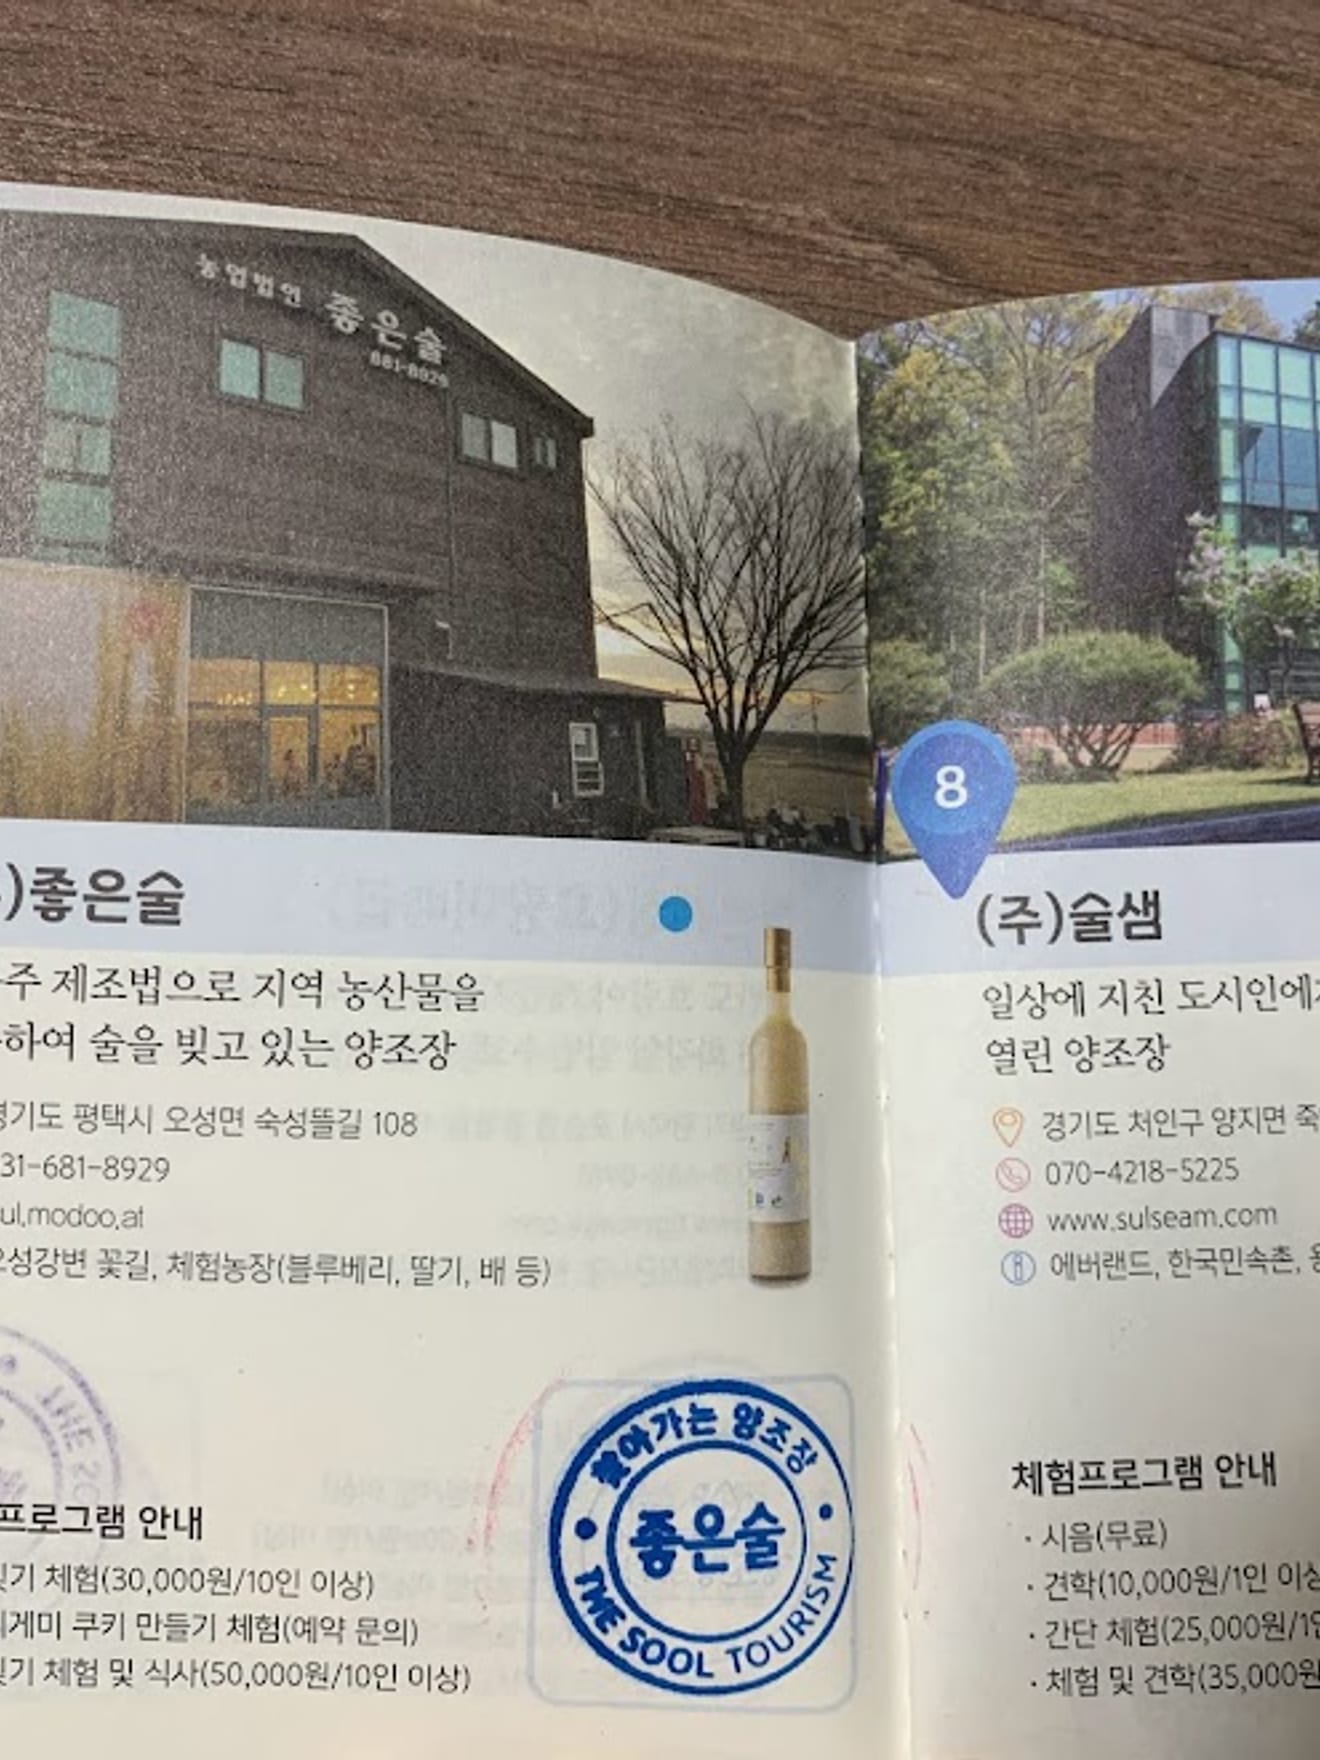 농업법인 좋은술
681-8929
)좋은술
제조법으로 지역 농산물을
하여 술을 빚고 있는 양조장
경기도 평택시 오성면 숙성뜰길 108
31-681-8929
ul.modoo.at
오성강변 꽃길, 체험농장(블루베리, 딸기, 배 등)
THE
프로그램 안내
빚기 체험(30,000원/10인 이상)
쿠키 만들기 체험(예약 문의)
빚기 체험 및 식사(50,000원/10인 이상)
찾아가는 양조장
좋은술
THE SOOL TOURISM
8
(주)술샘
일상에 지친 도시인에게
열린 양조장
경기도 처인구 양지면
070-4218-5225
www.sulseam.com
에버랜드, 한국민속촌,
체험프로그램 안내
· 시음(무료)
· 견학(10,000원/1인 이상
· 간단 체험(25,000원/1인
· 체험 및 견학(35,000원